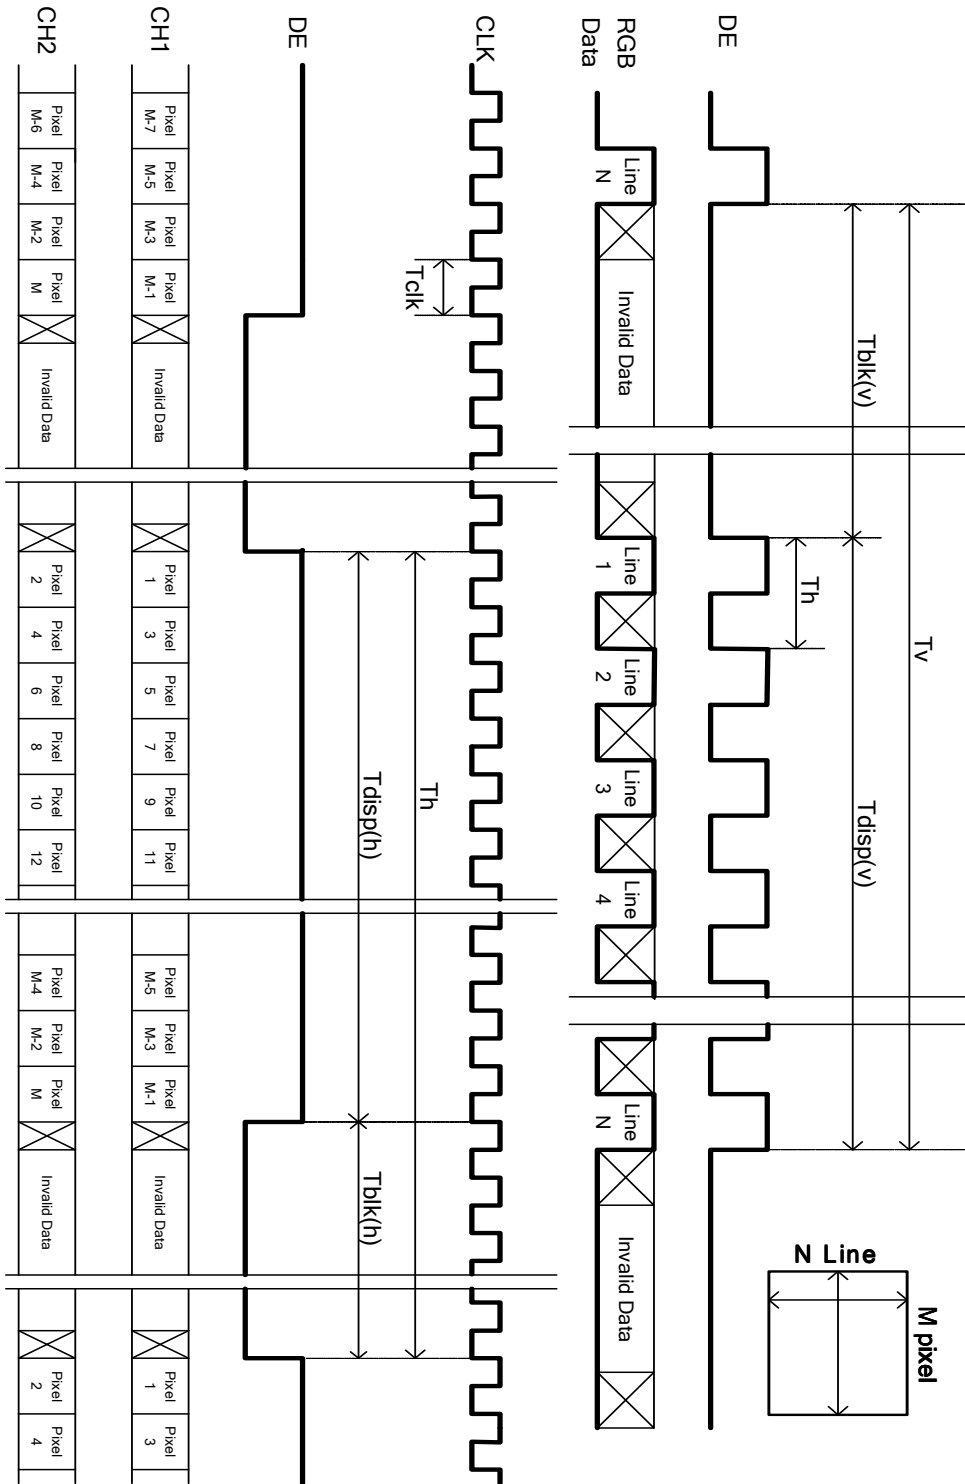 DE
RGB
Data
Tv
Tblk(v)
Tdisp(v)
Th
N Line
M pixel
Line
N
Invalid Data
Line
1
Line
2
Line
3
Line
4
Line
N
Invalid Data
CLK
Tclk
DE
Th
Tdisp(h)
Tblk(h)
CH1
Pixel
M-7
Pixel
M-5
Pixel
M-3
Pixel
M-1
Invalid Data
Pixel
1
Pixel
3
Pixel
5
Pixel
7
Pixel
9
Pixel
11
Pixel
M-5
Pixel
M-3
Pixel
M-1
Invalid Data
Pixel
1
Pixel
3
CH2
Pixel
M-6
Pixel
M-4
Pixel
M-2
Pixel
M
Invalid Data
Pixel
2
Pixel
4
Pixel
6
Pixel
8
Pixel
10
Pixel
12
Pixel
M-4
Pixel
M-2
Pixel
M
Invalid Data
Pixel
2
Pixel
4